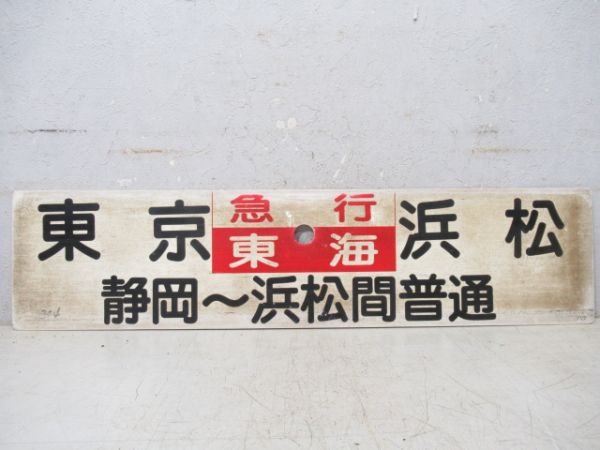 東京 急行 浜松
東海
静岡～浜松間普通